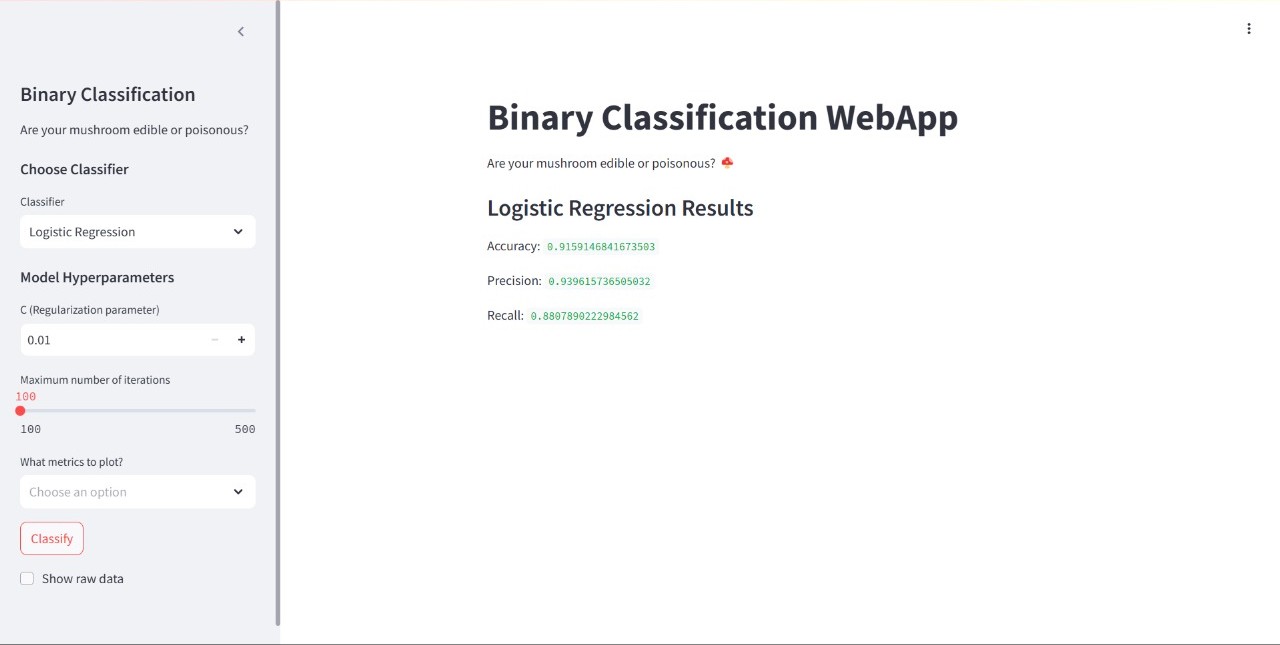 Binary Classification
Are your mushroom edible or poisonous?
Choose Classifier
Classifier
Logistic Regression
Model Hyperparameters
C (Regularization parameter)
0.01
Maximum number of iterations
100
100 500
What metrics to plot?
Choose an option
Classify
Show raw data
Binary Classification WebApp
Are your mushroom edible or poisonous? 🍄
Logistic Regression Results
Accuracy: 0.9159146841673503
Precision: 0.939615736505032
Recall: 0.8807890222984562